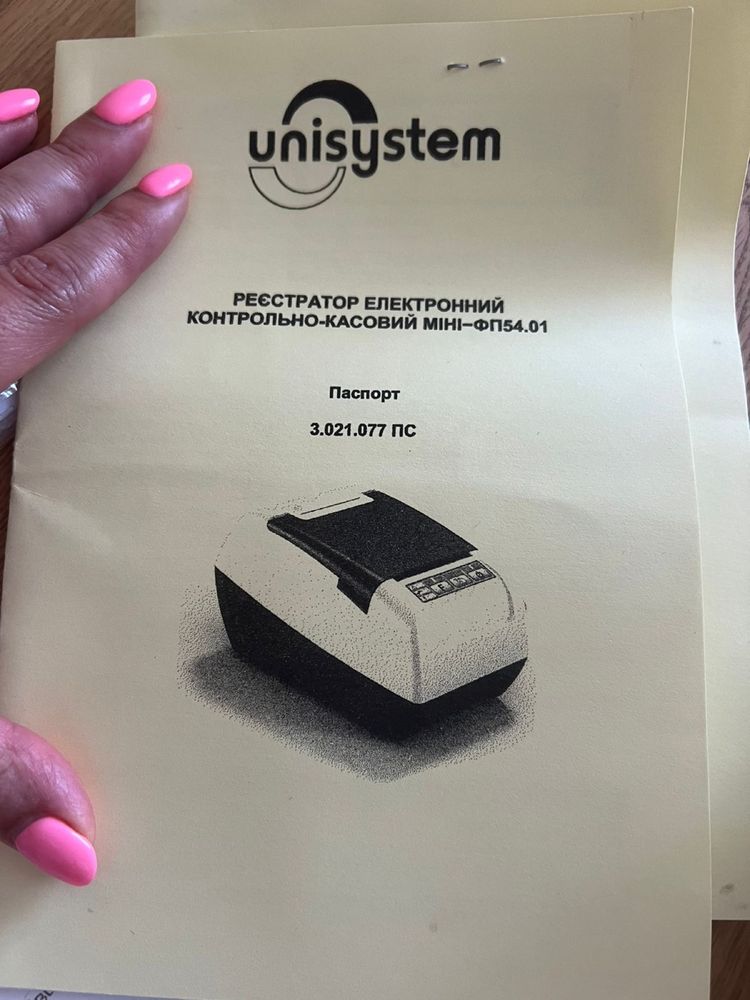 unisystem
РЕЄСТРАТОР ЕЛЕКТРОННИЙ
КОНТРОЛЬНО-КАСОВИЙ МІНІ–ФП54.01
Паспорт
3.021.077 ПС